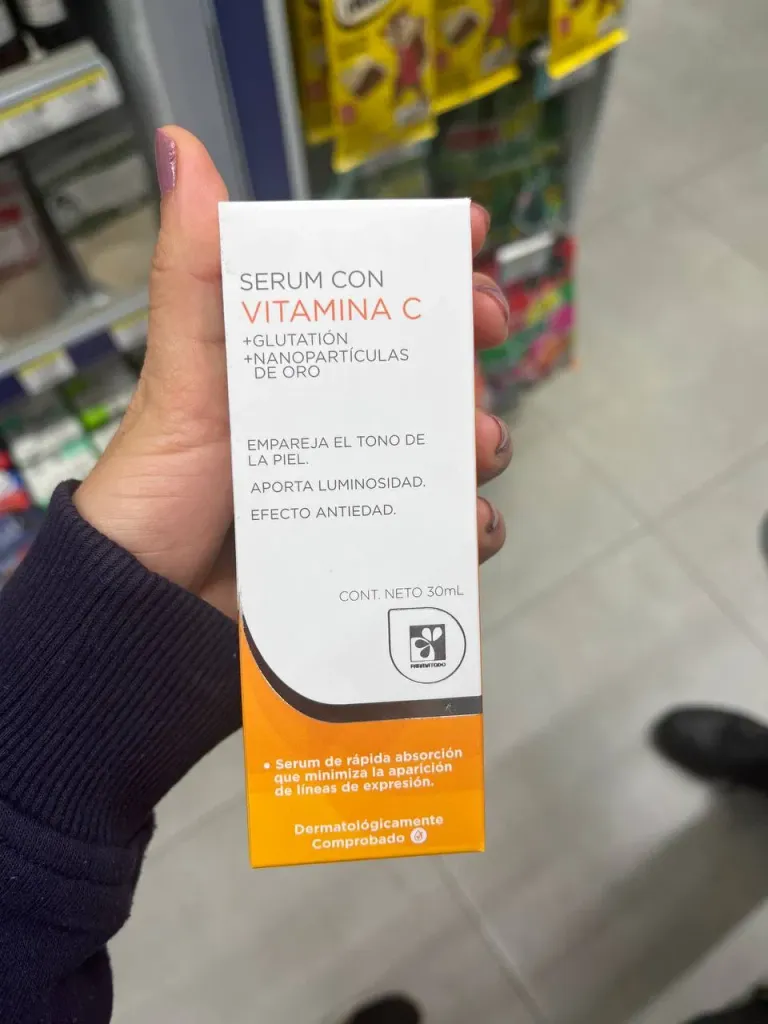 SERUM CON
VITAMINA C
+GLUTATIÓN
+NANOPARTÍCULAS
DE ORO
EMPAREJA EL TONO DE
LA PIEL.
APORTA LUMINOSIDAD.
EFECTO ANTIEDAD.
CONT. NETO 30mL
FARMATODO
• Serum de rápida absorción
que minimiza la aparición
de líneas de expresión.
Dermatológicamente
Comprobado